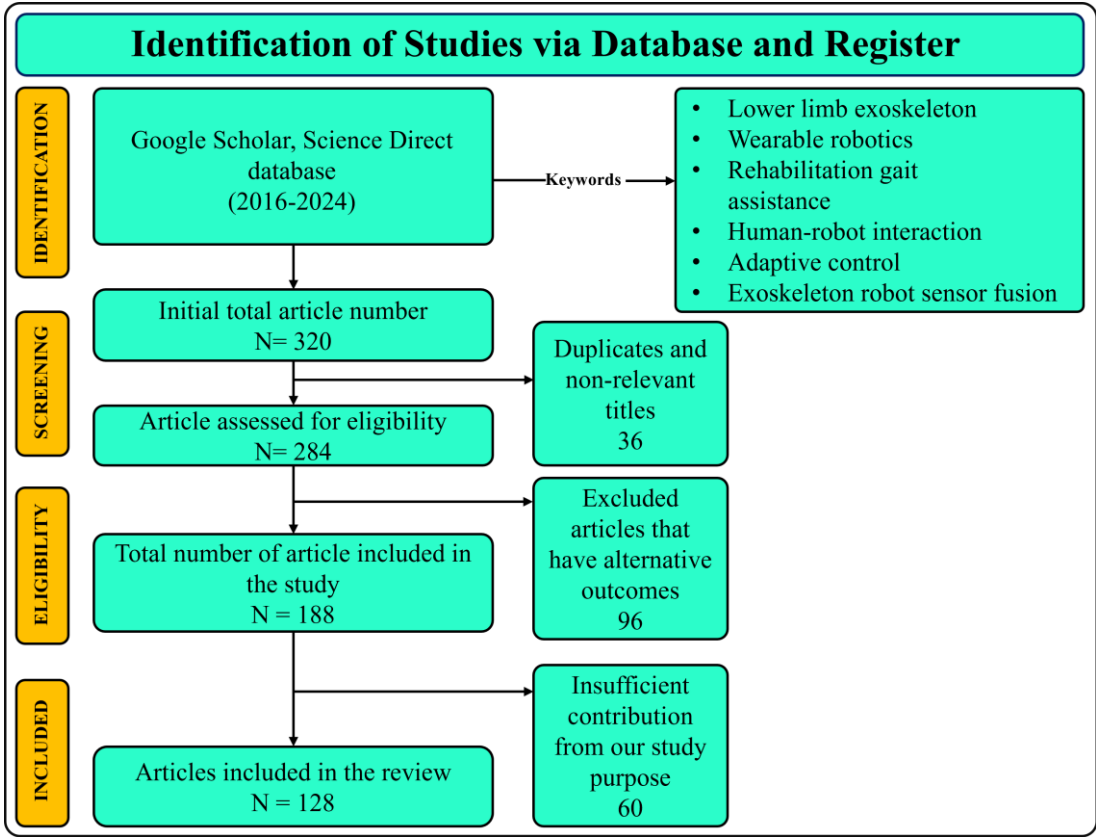 Identification of Studies via Database and Register
IDENTIFICATION
Google Scholar, Science Direct
database
(2016-2024)
Keywords
• Lower limb exoskeleton
• Wearable robotics
• Rehabilitation gait
assistance
• Human-robot interaction
• Adaptive control
• Exoskeleton robot sensor fusion
SCREENING
Initial total article number
N= 320
Duplicates and
non-relevant
titles
36
Article assessed for eligibility
N= 284
ELIGIBILITY
Excluded
articles that
have alternative
outcomes
96
Total number of article included in
the study
N = 188
INCLUDED
Insufficient
contribution
from our study
purpose
60
Articles included in the review
N = 128